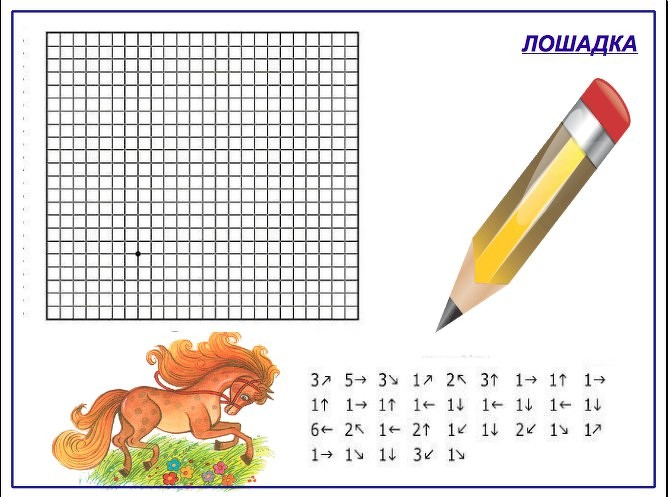 ЛОШАДКА
3↗ 5→ 3↘ 1↗ 2↖ 3↑ 1→ 1↑ 1→
1↑ 1→ 1↑ 1← 1↓ 1← 1↓ 1← 1↓
6← 2↖ 1← 2↑ 1↙ 1↓ 2↙ 1↘ 1↗
1→ 1↘ 1↓ 3↙ 1↘